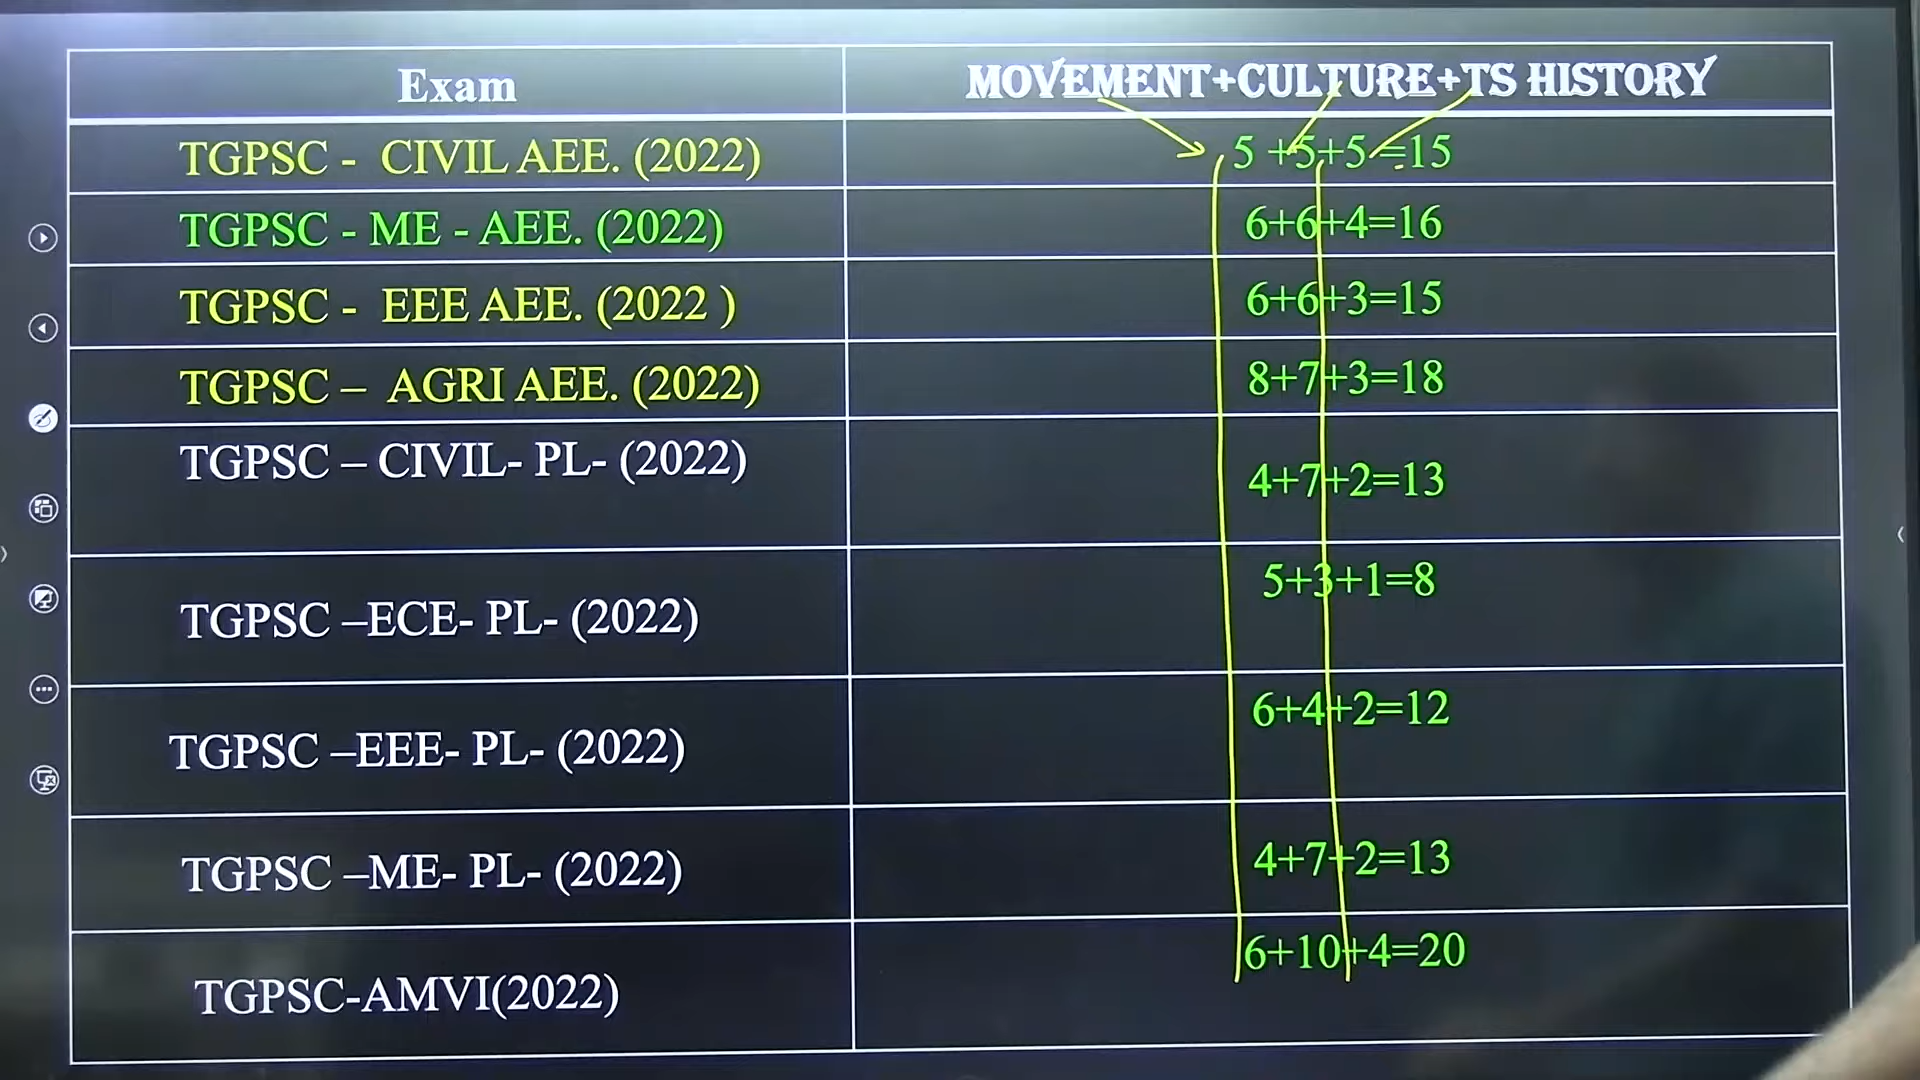 Exam MOVEMENT+CULTURE+TS HISTORY
TGPSC - CIVIL AEE. (2022) 5 +5+5 =15
TGPSC - ME - AEE. (2022) 6+6+4=16
TGPSC - EEE AEE. (2022 ) 6+6+3=15
TGPSC – AGRI AEE. (2022) 8+7+3=18
TGPSC – CIVIL- PL- (2022) 4+7+2=13
TGPSC –ECE- PL- (2022) 5+3+1=8
TGPSC –EEE- PL- (2022) 6+4+2=12
TGPSC –ME- PL- (2022) 4+7+2=13
TGPSC-AMVI(2022) 6+10+4=20